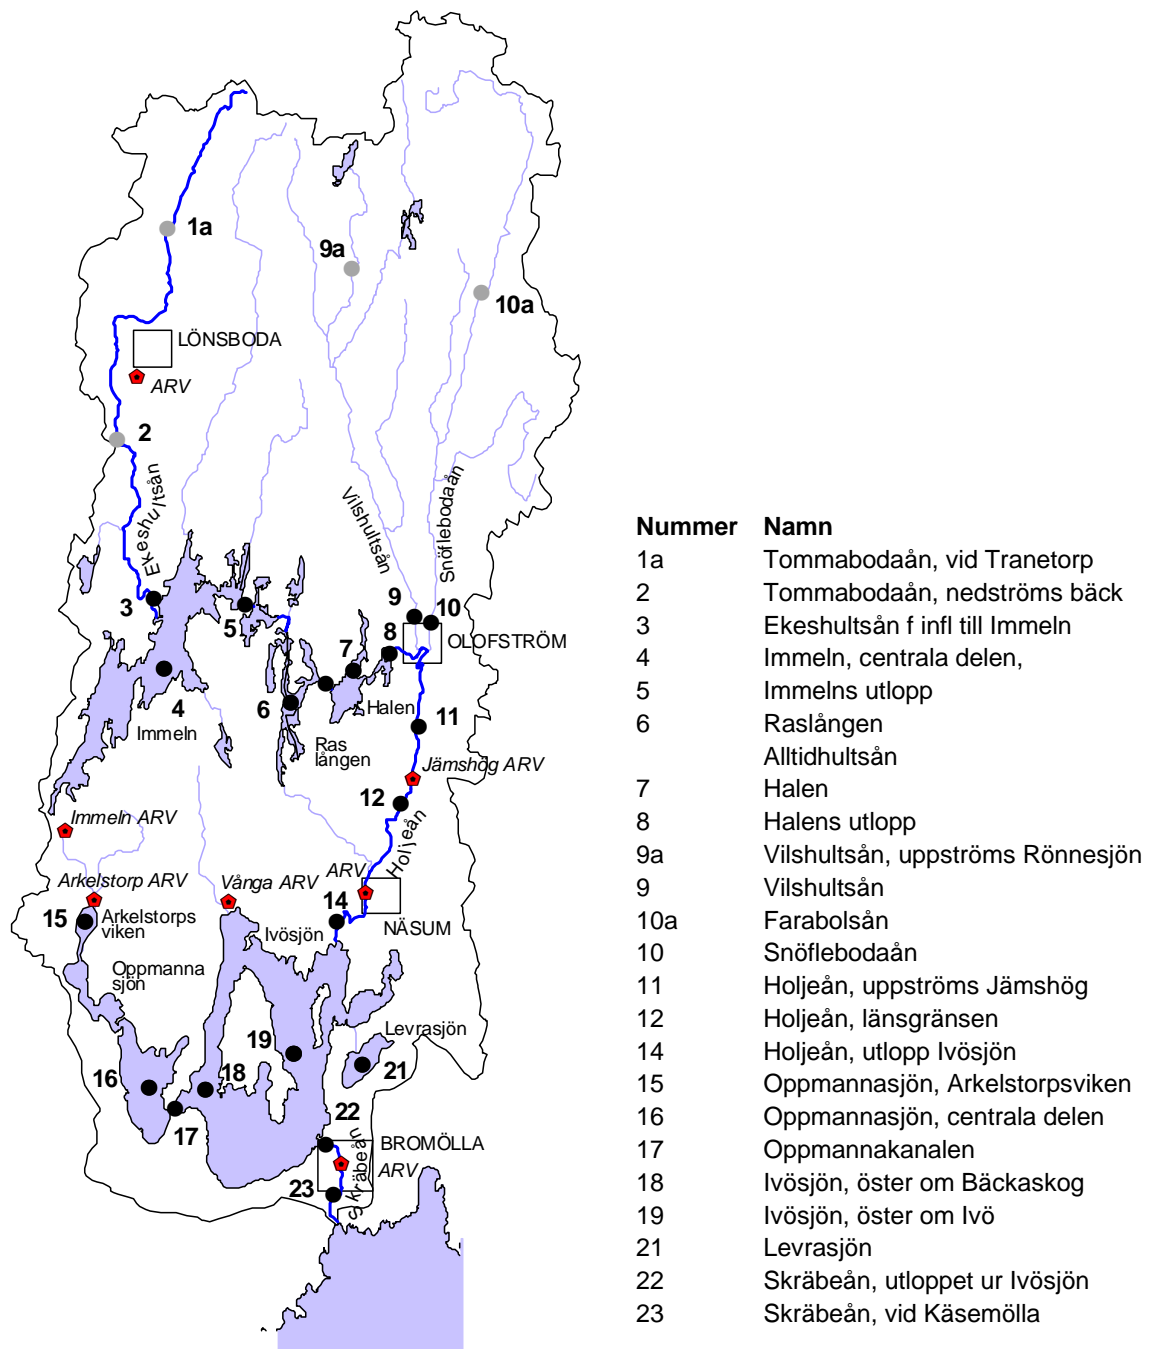 1a
9a
10a
LÖNSBODA
ARV
2
Ekeshultsån
Vilshultsån
Snöflebodaån
3
5
9
10
8
7
OLOFSTRÖM
4
6
Halen
11
Immeln
Ras
lången
Jämshög ARV
12
Immeln ARV
Holjeån
Arkelstorp ARV
Vånga ARV
ARV
15
Arkelstorps
viken
14
NÄSUM
Ivösjön
Oppmanna
sjön
Levrasjön
19
21
16
18
17
22
BROMÖLLA
ARV
Skräbeån
23
Nummer Namn
1a Tommabodaån, vid Tranetorp
2 Tommabodaån, nedströms bäck
3 Ekeshultsån f infl till Immeln
4 Immeln, centrala delen,
5 Immelns utlopp
6 Raslången
Alltidhultsån
7 Halen
8 Halens utlopp
9a Vilshultsån, uppströms Rönnesjön
9 Vilshultsån
10a Farabolsån
10 Snöflebodaån
11 Holjeån, uppströms Jämshög
12 Holjeån, länsgränsen
14 Holjeån, utlopp Ivösjön
15 Oppmannasjön, Arkelstorpsviken
16 Oppmannasjön, centrala delen
17 Oppmannakanalen
18 Ivösjön, öster om Bäckaskog
19 Ivösjön, öster om Ivö
21 Levrasjön
22 Skräbeån, utloppet ur Ivösjön
23 Skräbeån, vid Käsemölla